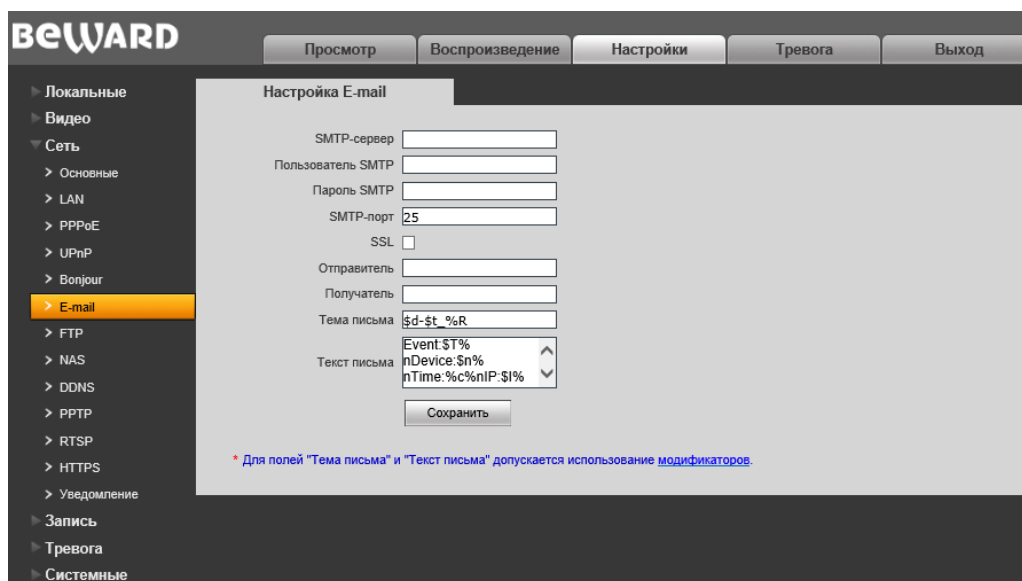 BEWARD
Просмотр
Воспроизведение
Настройки
Тревога
Выход
Локальные
Видео
Сеть
Основные
LAN
PPPoE
UPnP
Bonjour
E-mail
FTP
NAS
DDNS
PPTP
RTSP
HTTPS
Уведомление
Запись
Тревога
Системные
Настройка E-mail
SMTP-сервер
Пользователь SMTP
Пароль SMTP
SMTP-порт 25
SSL
Отправитель
Получатель
Тема письма $d-$t_%R
Текст письма Event:$T%
nDevice:$n%
nTime:%c%nIP:$I%
Сохранить
* Для полей "Тема письма" и "Текст письма" допускается использование модификаторов.